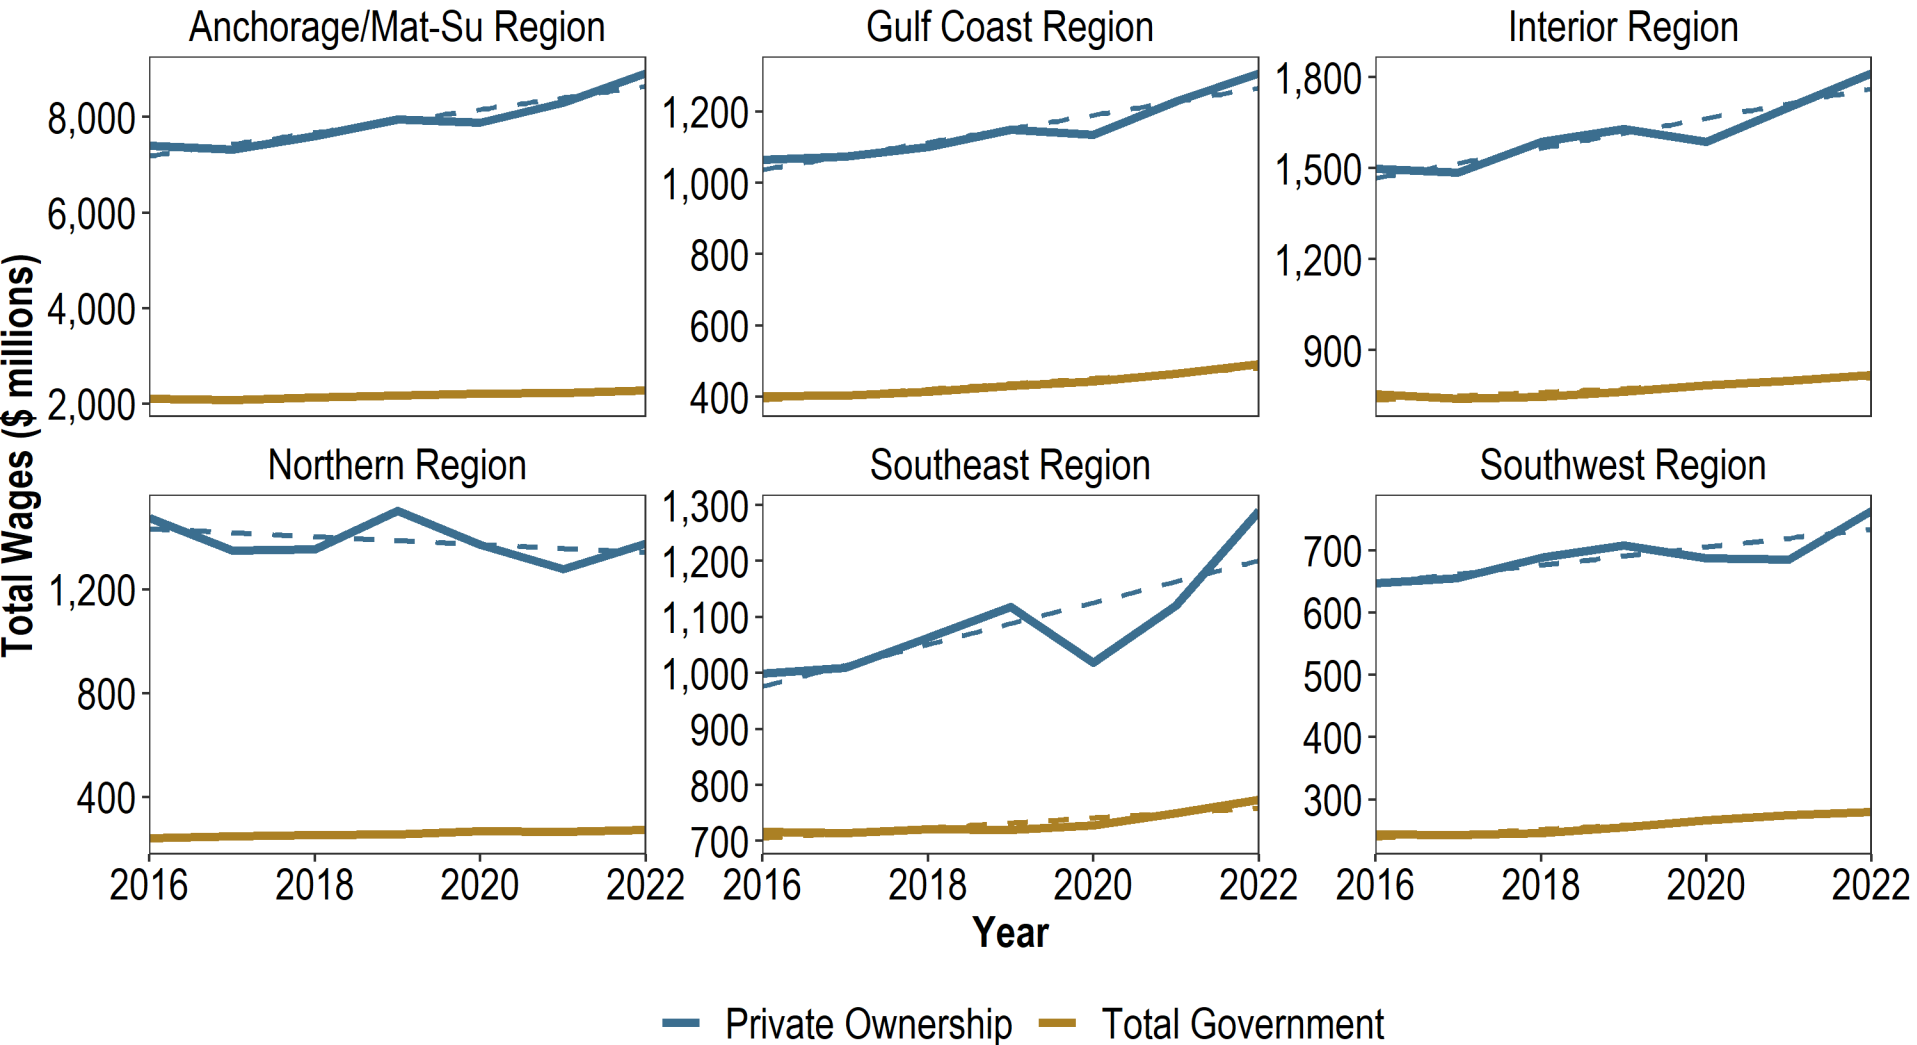 Anchorage/Mat-Su Region
Gulf Coast Region
Interior Region
8,000
6,000
4,000
2,000
1,200
1,000
800
600
400
1,800
1,500
1,200
900
Total Wages ($ millions)
Northern Region
Southeast Region
Southwest Region
1,200
800
400
1,300
1,200
1,100
1,000
900
800
700
700
600
500
400
300
2016 2018 2020 2022
2016 2018 2020 2022
2016 2018 2020 2022
Year
Private Ownership
Total Government